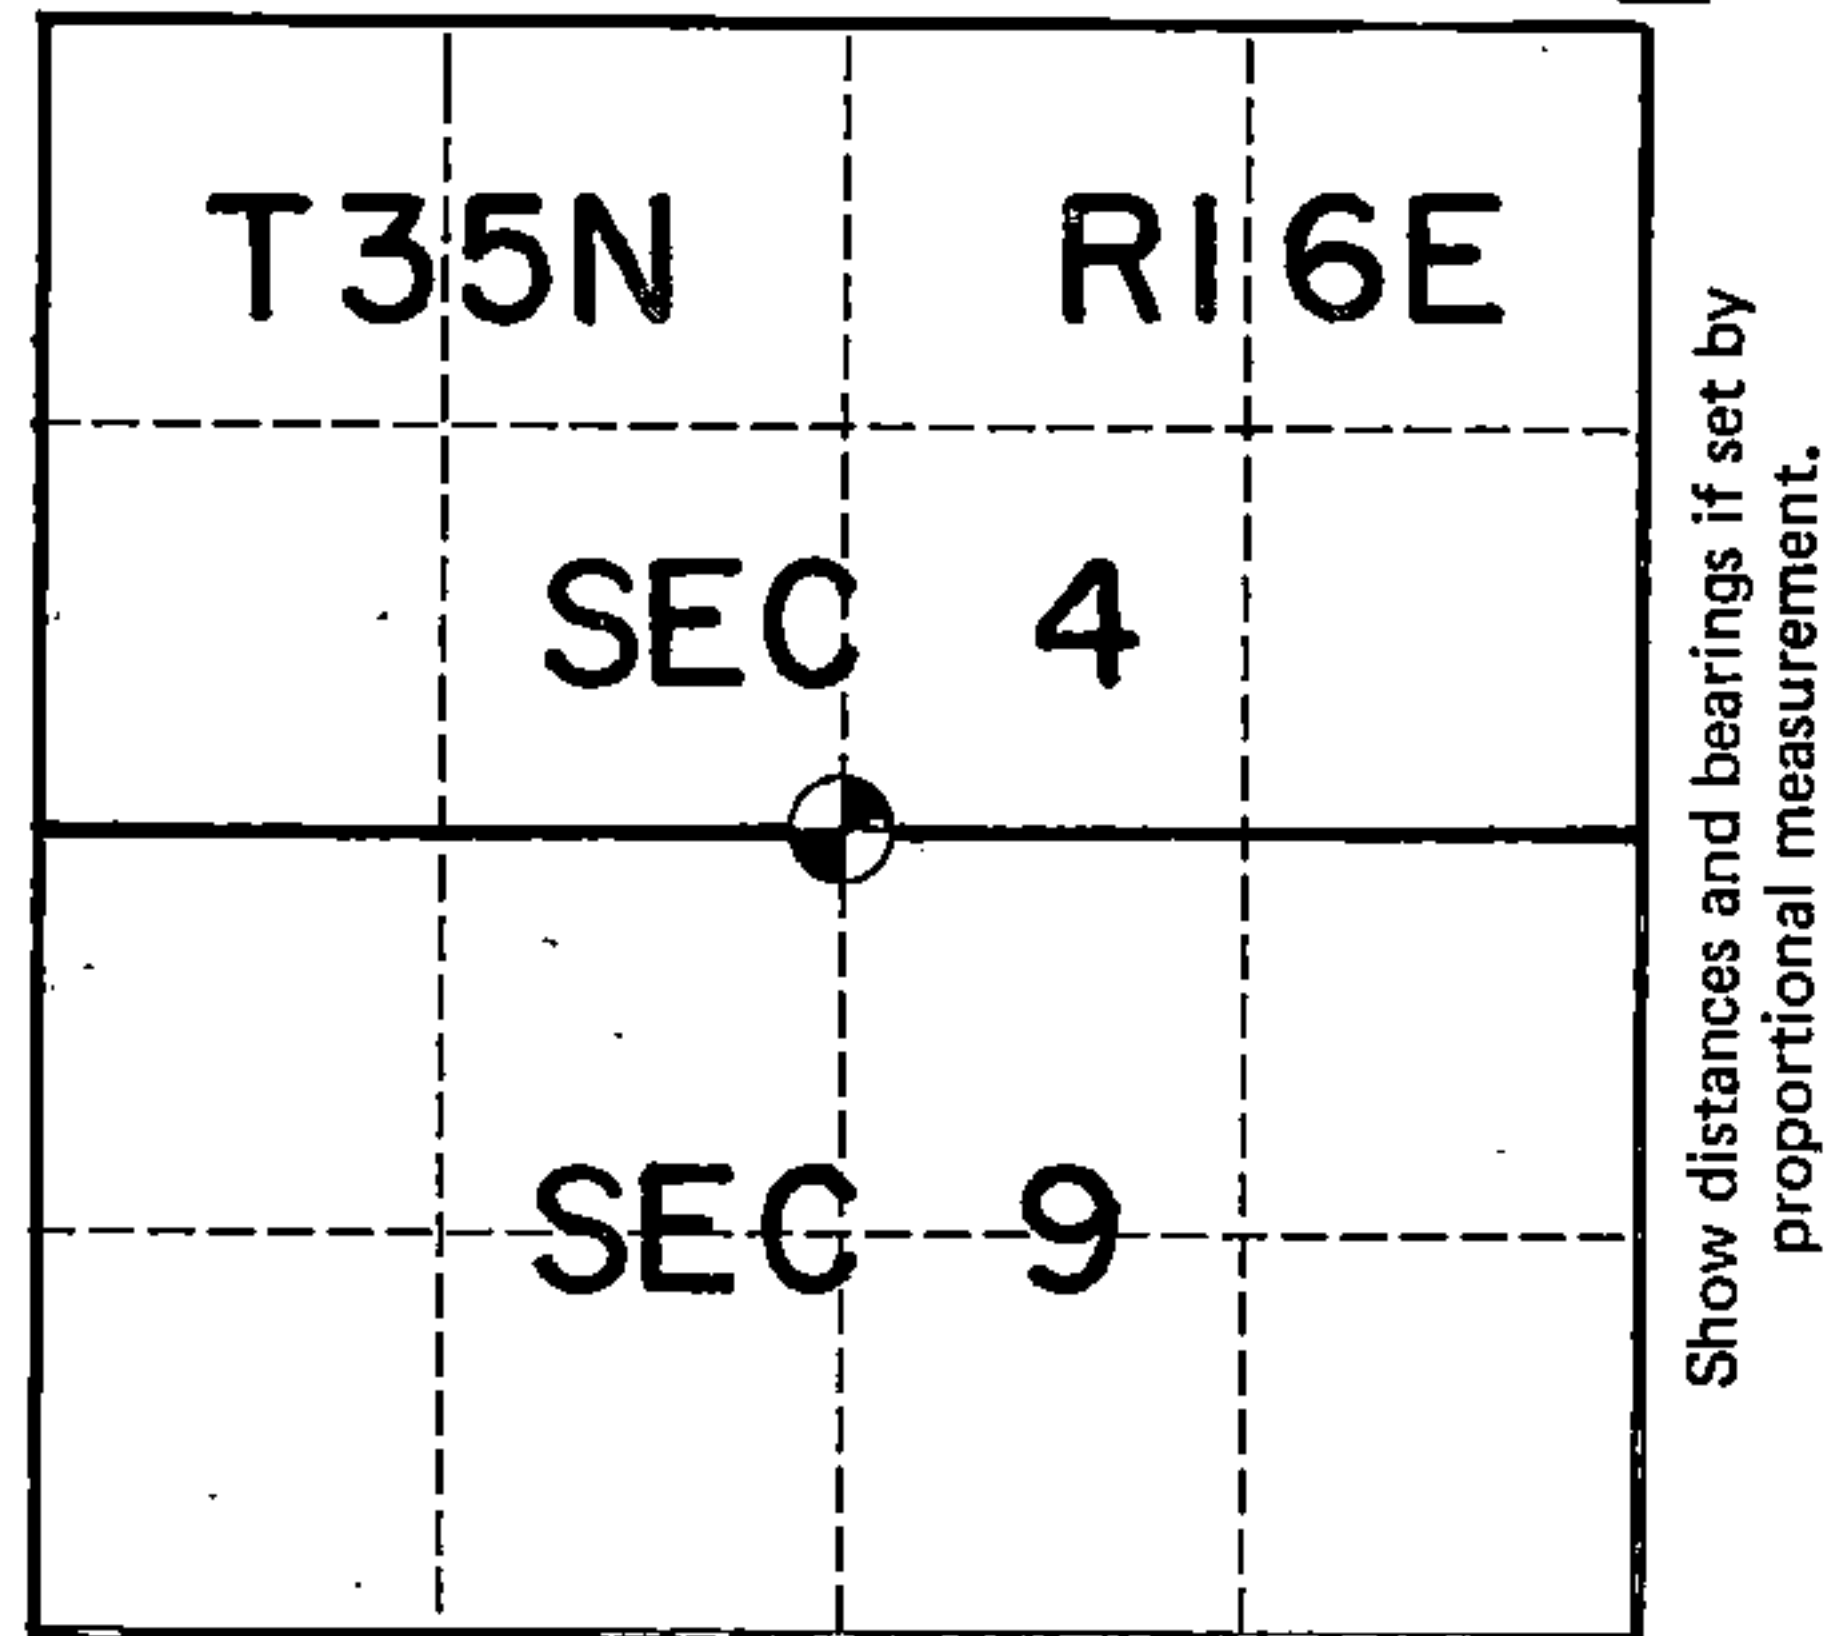 T35N R16E
SEC 4
SEC 9
Show distances and bearings if set by
proportional measurement.